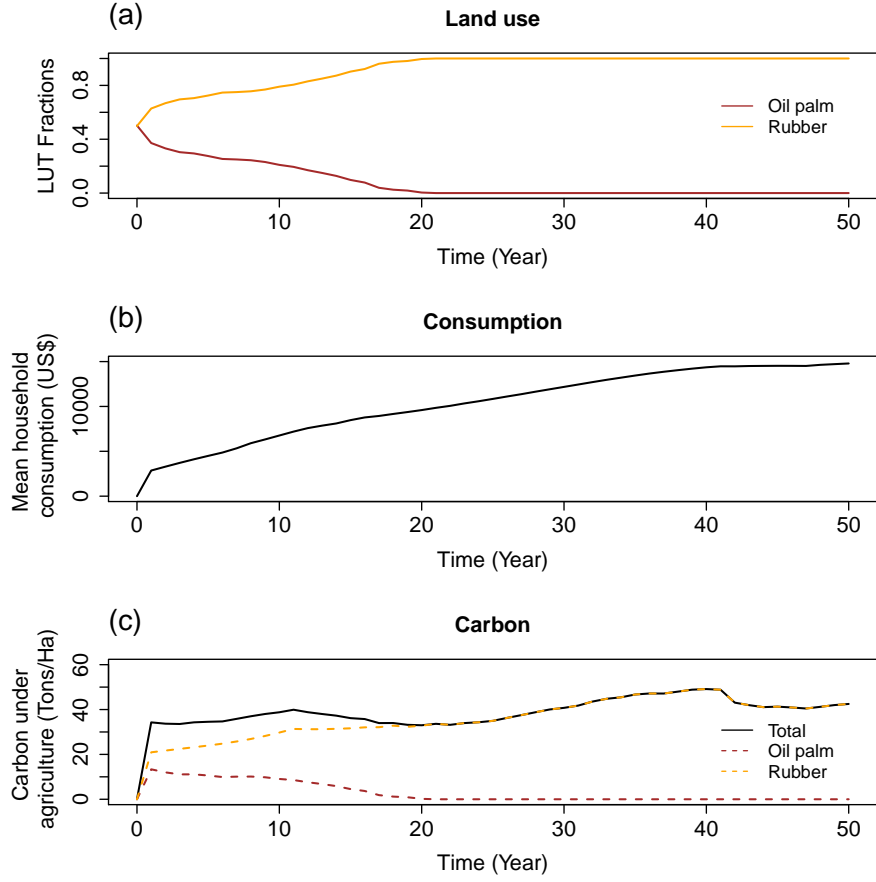 (a)
Land use
LUT Fractions
0.0
0.4
0.8
Oil palm
Rubber
0
10
20
30
40
50
Time (Year)
(b)
Consumption
Mean household
consumption (US$)
0
10000
0
10
20
30
40
50
Time (Year)
(c)
Carbon
Carbon under
agriculture (Tons/Ha)
0
20
40
60
Total
Oil palm
Rubber
0
10
20
30
40
50
Time (Year)